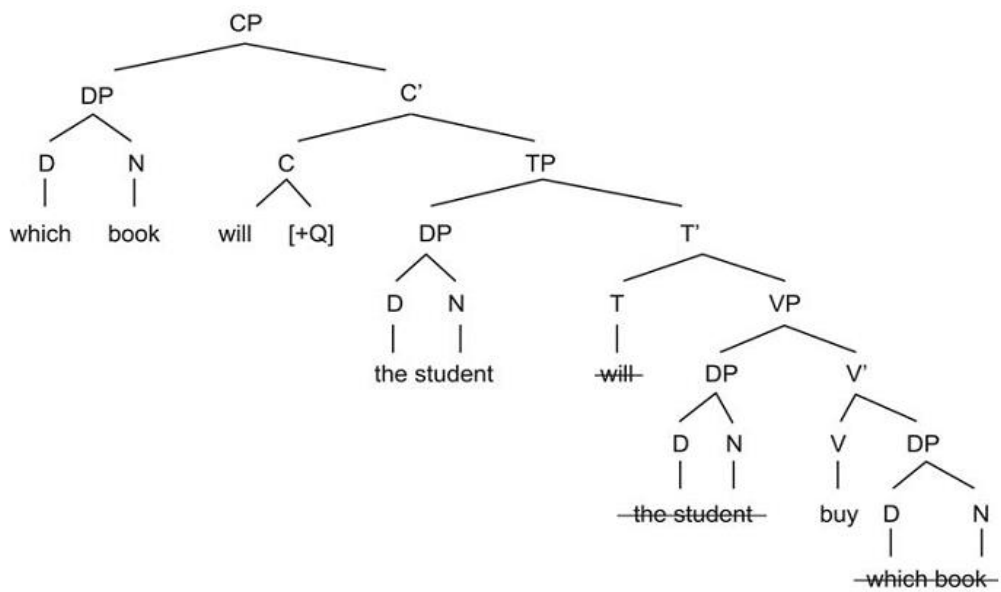 CP
DP C’
D N C TP
which book will [+Q] DP T’
D N T VP
the student will DP V’
D N V DP
the student buy D N
which book